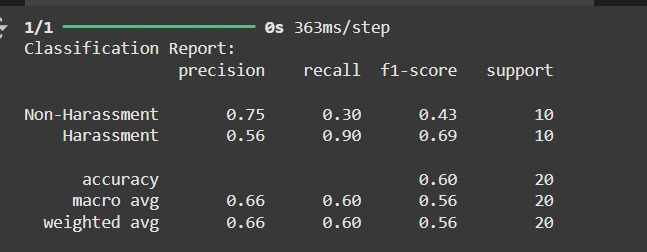 1/1 ━━━━━━━━━━━━━━━━━━━━ 0s 363ms/step
Classification Report:
precision recall f1-score support
Non-Harassment 0.75 0.30 0.43 10
Harassment 0.56 0.90 0.69 10
accuracy 0.60 20
macro avg 0.66 0.60 0.56 20
weighted avg 0.66 0.60 0.56 20